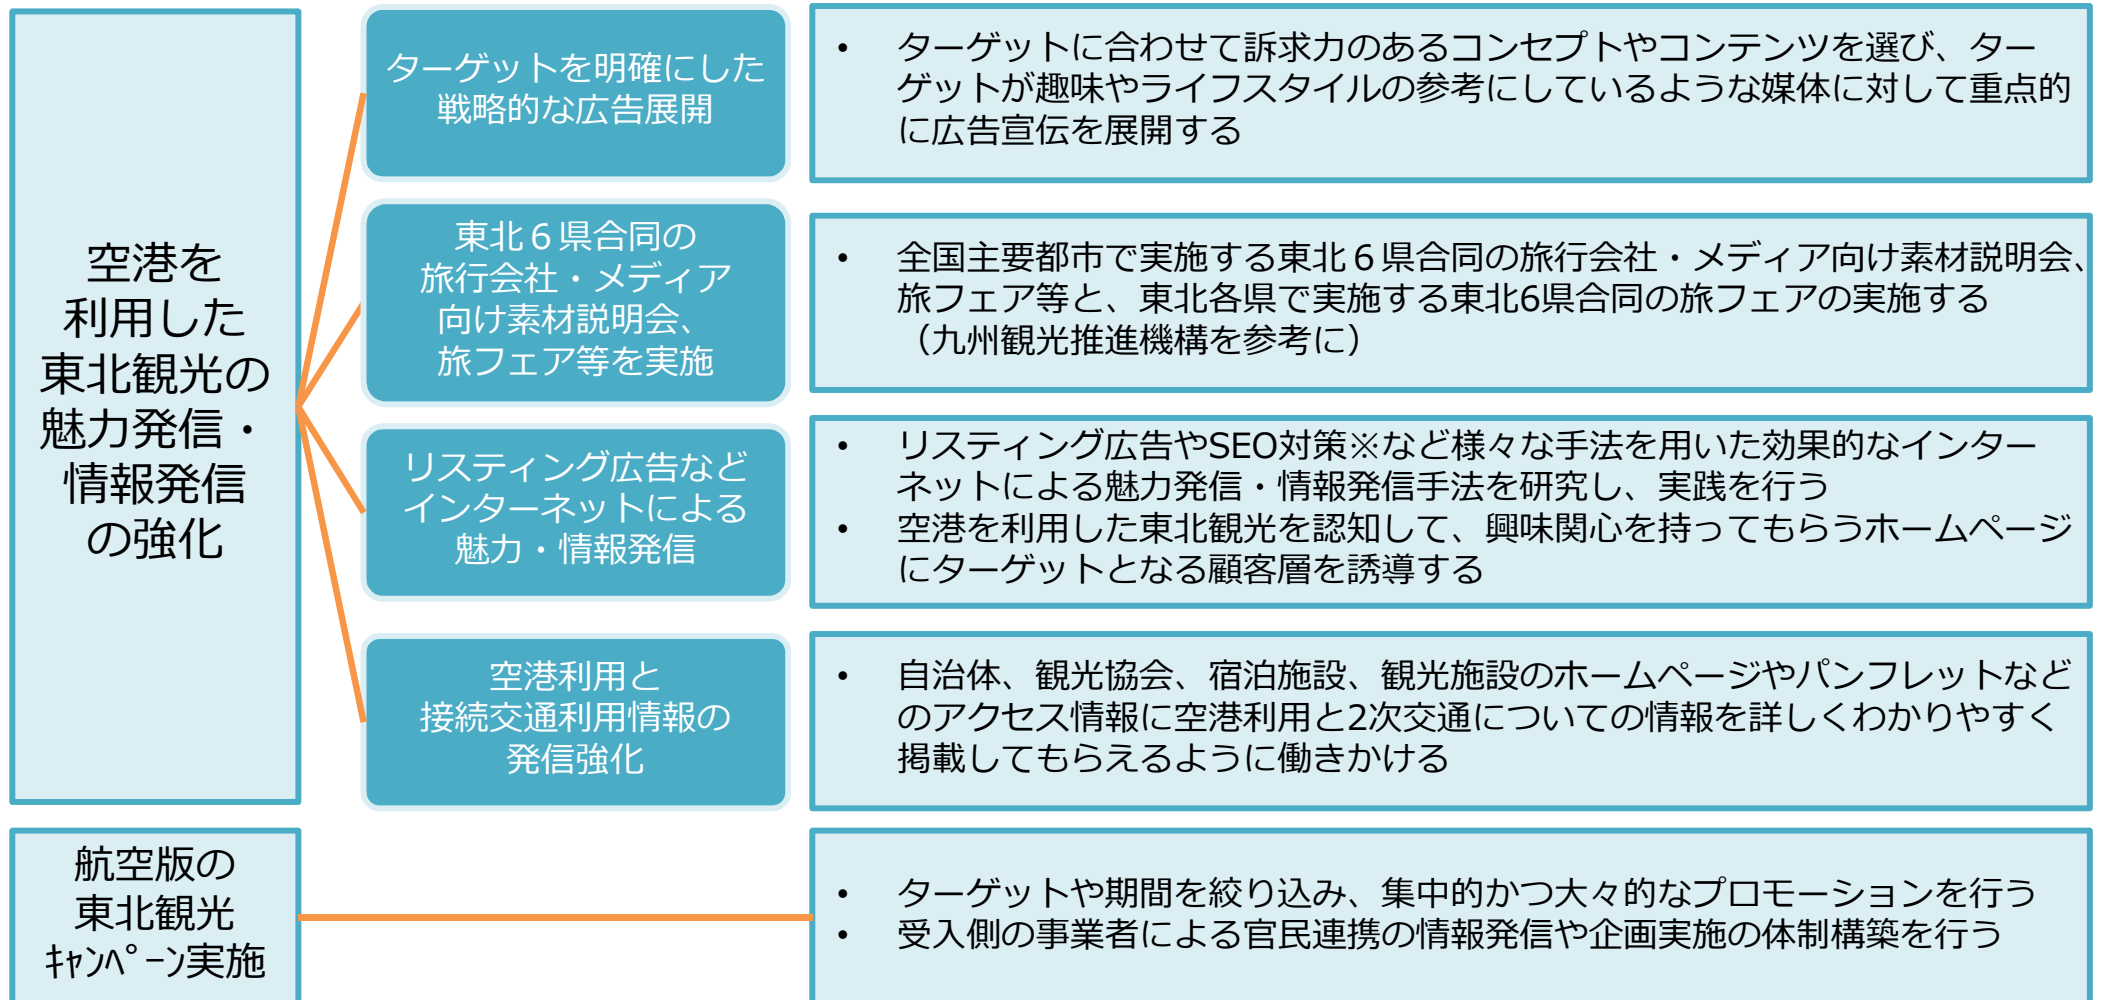 空港を
利用した
東北観光の
魅力発信・
情報発信
の強化
ターゲットを明確にした
戦略的な広告展開
• ターゲットに合わせて訴求力のあるコンセプトやコンテンツを選び、ター
ゲットが趣味やライフスタイルの参考にしているような媒体に対して重点的
に広告宣伝を展開する
東北６県合同の
旅行会社・メディア
向け素材説明会、
旅フェア等を実施
• 全国主要都市で実施する東北６県合同の旅行会社・メディア向け素材説明会、
旅フェア等と、東北各県で実施する東北6県合同の旅フェアの実施する
（九州観光推進機構を参考に）
リスティング広告など
インターネットによる
魅力・情報発信
• リスティング広告やSEO対策※など様々な手法を用いた効果的なインター
ネットによる魅力発信・情報発信手法を研究し、実践を行う
• 空港を利用した東北観光を認知して、興味関心を持ってもらうホームページ
にターゲットとなる顧客層を誘導する
空港利用と
接続交通利用情報の
発信強化
• 自治体、観光協会、宿泊施設、観光施設のホームページやパンフレットなど
のアクセス情報に空港利用と2次交通についての情報を詳しくわかりやすく
掲載してもらえるように働きかける
航空版の
東北観光
ｷｬﾝﾍﾟｰﾝ実施
• ターゲットや期間を絞り込み、集中的かつ大々的なプロモーションを行う
• 受入側の事業者による官民連携の情報発信や企画実施の体制構築を行う